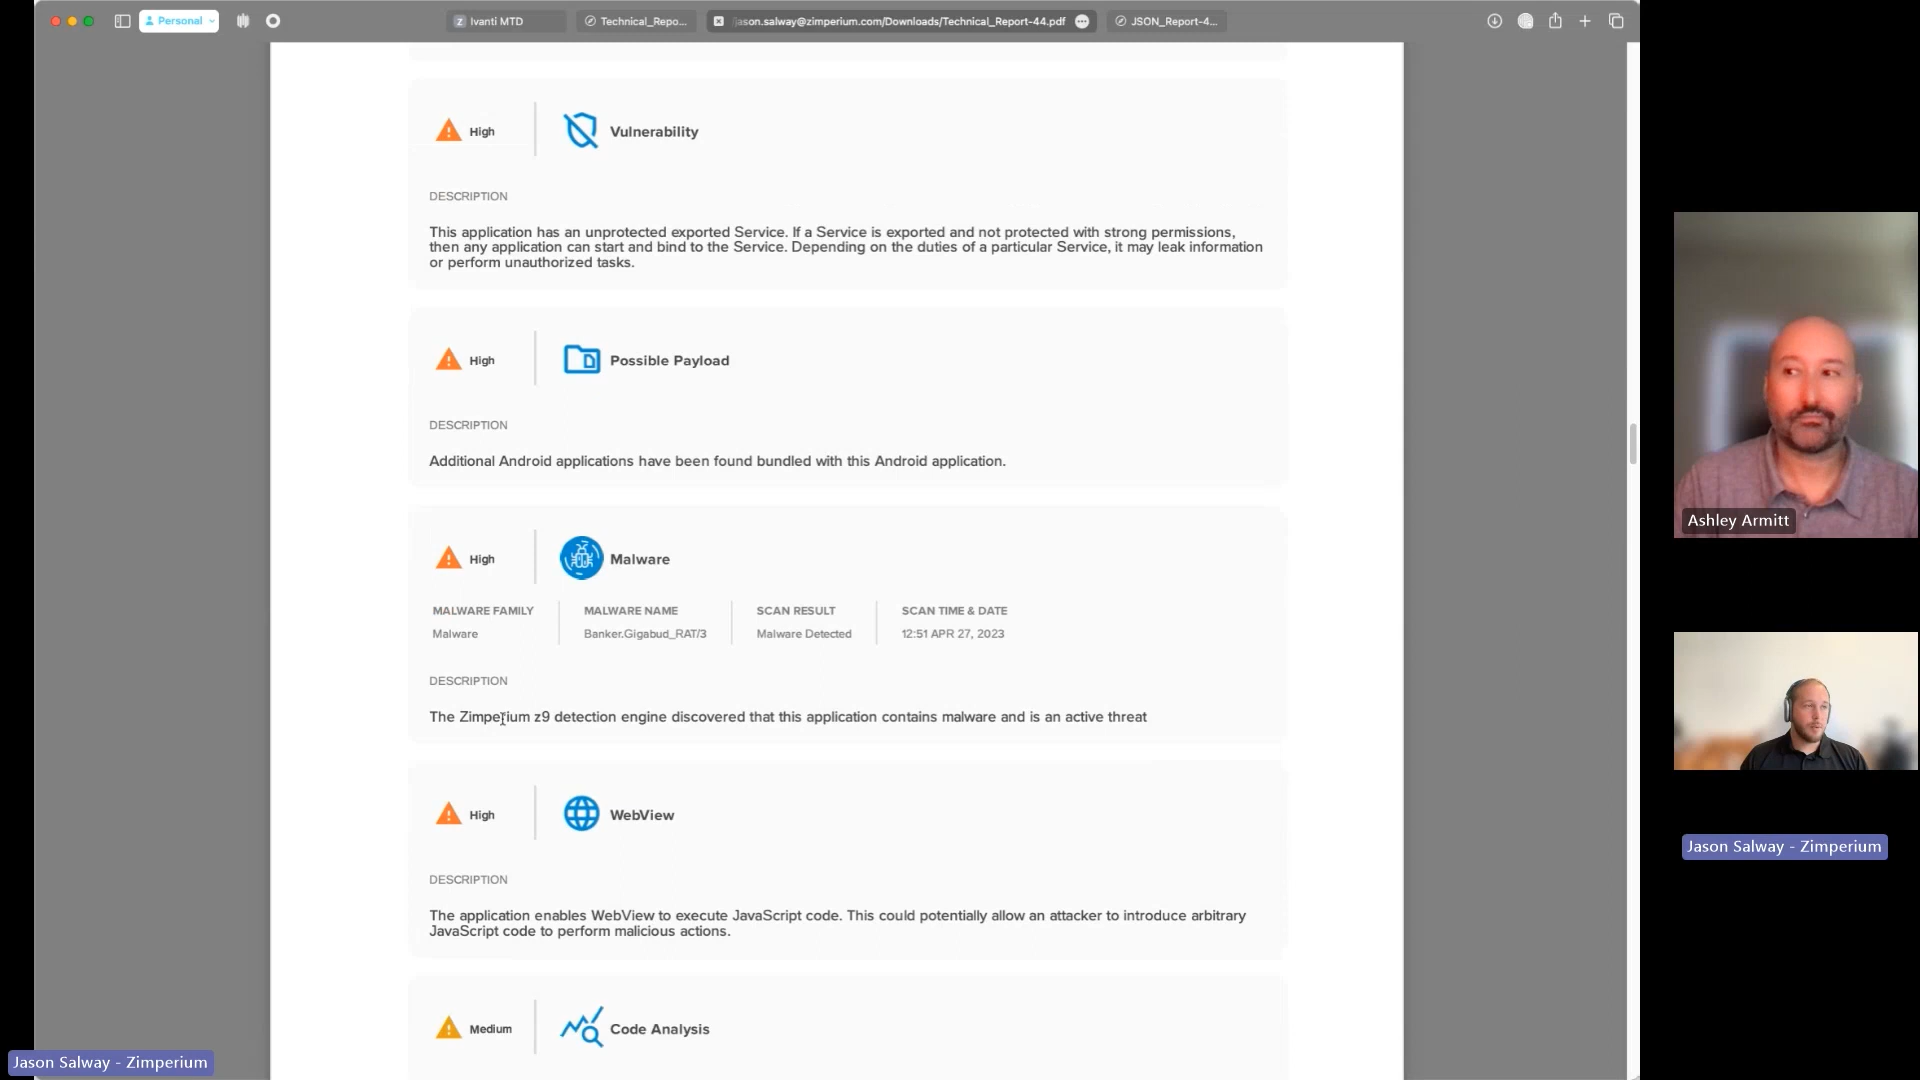 Personal
Ivanti MTD
Technical_Repo...
jason.salway@zimperium.com/Downloads/Technical_Report-44.pdf
JSON_Report-4...
High
Vulnerability
DESCRIPTION
This application has an unprotected exported Service. If a Service is exported and not protected with strong permissions,
then any application can start and bind to the Service. Depending on the duties of a particular Service, it may leak information
or perform unauthorized tasks.
High
Possible Payload
DESCRIPTION
Additional Android applications have been found bundled with this Android application.
High
Malware
MALWARE FAMILY
Malware
MALWARE NAME
Banker.Gigabud_RAT/3
SCAN RESULT
Malware Detected
SCAN TIME & DATE
12:51 APR 27, 2023
DESCRIPTION
The Zimperium z9 detection engine discovered that this application contains malware and is an active threat
High
WebView
DESCRIPTION
The application enables WebView to execute JavaScript code. This could potentially allow an attacker to introduce arbitrary
JavaScript code to perform malicious actions.
Medium
Code Analysis
Jason Salway - Zimperium
Ashley Armitt
Jason Salway - Zimperium